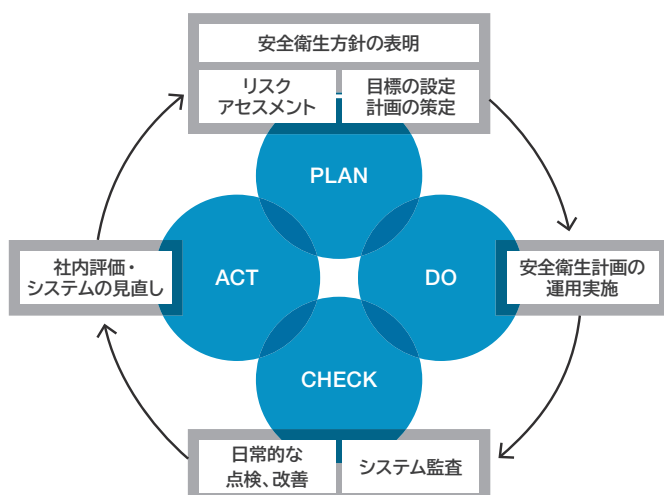 安全衛生方針の表明
リスク
アセスメント
目標の設定
計画の策定
PLAN
社内評価・
システムの見直し
ACT
DO
安全衛生計画の
運用実施
CHECK
日常的な
点検、改善
システム監査